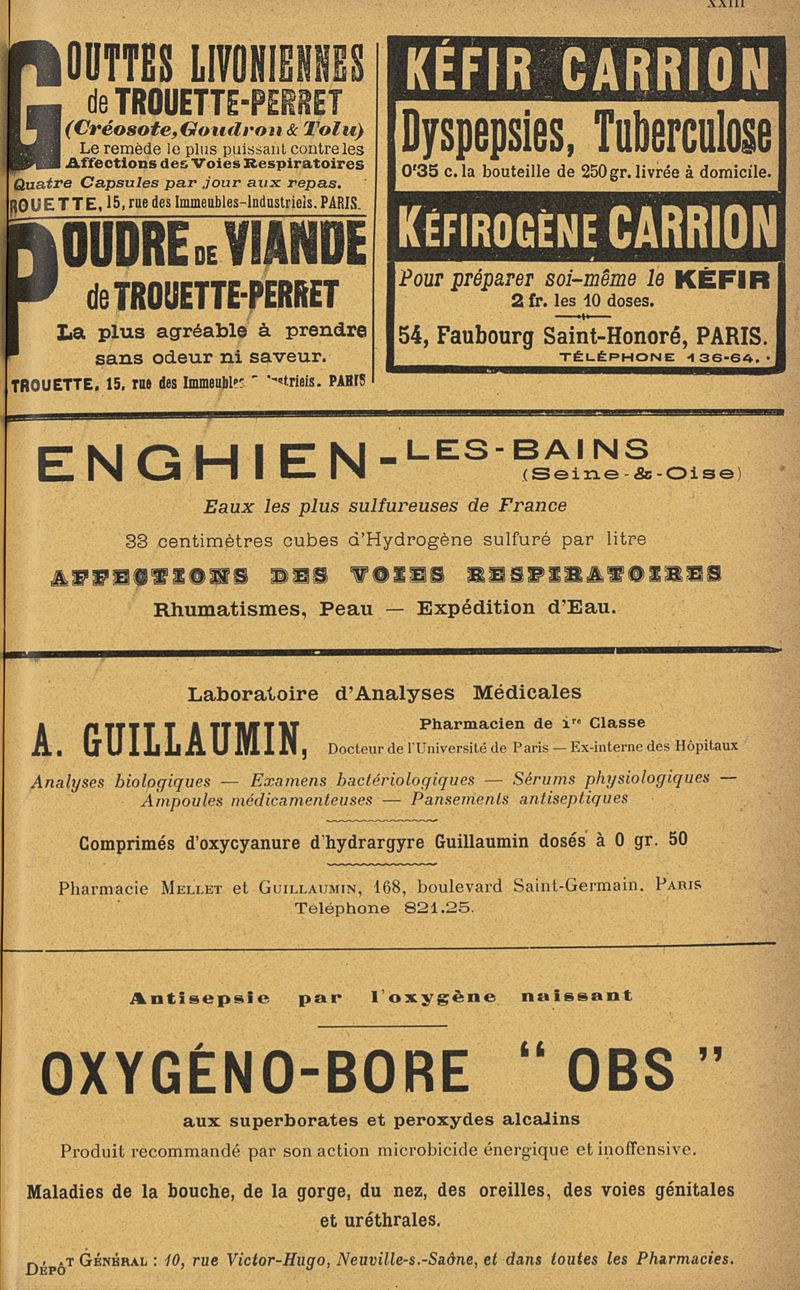 XXIII
GOUTTES LIVONIENNES
de TROUETTE-PERRET
(Créosote, Goudron & Tolu)
Le remède le plus puissant contre les
Affections des Voies Respiratoires
Quatre Capsules par jour aux repas.
ROUETTE, 15, rue des Immeubles-Industriels. PARIS.
POUDRE DE VIANDE
de TROUETTE-PERRET
La plus agréable à prendre
sans odeur ni saveur.
TROUETTE, 15, rue des Immeubles striels. PARIS
KÉFIR CARRION
Dyspepsies, Tuberculose
0f35 c. la bouteille de 250 gr. livrée à domicile.
KÉFIROGÈNE CARRION
Pour préparer soi-même le KÉFIR
2 fr. les 10 doses.
54, Faubourg Saint-Honoré, PARIS.
TÉLÉPHONE 136-64.
ENGHIEN-LES-BAINS
(Seine-&-Oise)
Eaux les plus sulfureuses de France
33 centimètres cubes d'Hydrogène sulfuré par litre
AFFECTIONS DES VOIES RESPIRATOIRES
Rhumatismes, Peau — Expédition d'Eau.
Laboratoire d'Analyses Médicales
A. GUILLAUMIN, Pharmacien de 1re Classe
Docteur de l'Université de Paris — Ex-interne des Hôpitaux
Analyses biologiques — Examens bactériologiques — Sérums physiologiques —
Ampoules médicamenteuses — Pansements antiseptiques
Comprimés d'oxycyanure d'hydrargyre Guillaumin dosés à 0 gr. 50
Pharmacie MELLET et GUILLAUMIN, 168, boulevard Saint-Germain. PARIS
Téléphone 821.25.
Antisepsie par l'oxygène naissant
OXYGÉNO-BORE “ OBS ”
aux superborates et peroxydes alcalins
Produit recommandé par son action microbicide énergique et inoffensive.
Maladies de la bouche, de la gorge, du nez, des oreilles, des voies génitales
et uréthrales.
DÉPÔT GÉNÉRAL : 10, rue Victor-Hugo, Neuville-s.-Saône, et dans toutes les Pharmacies.